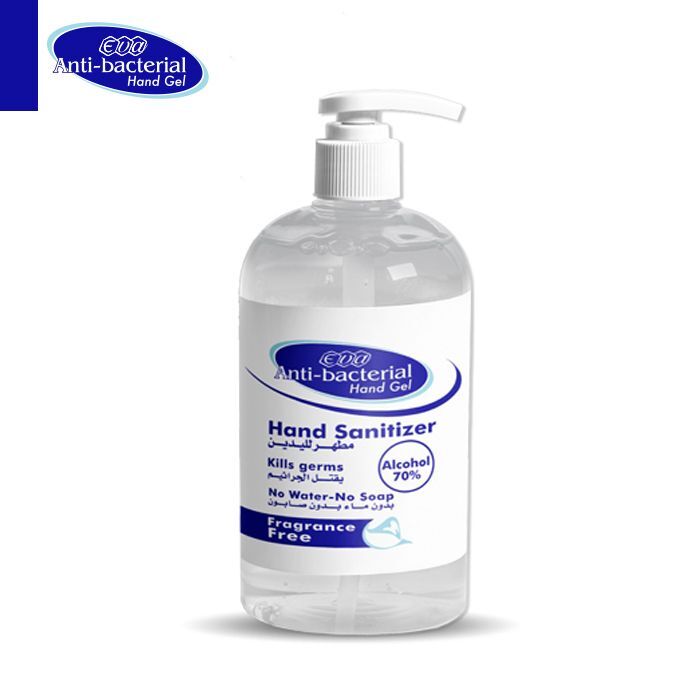 Eva
Anti-bacterial
Hand Gel
Eva
Anti-bacterial
Hand Gel
Hand Sanitizer
مطهر لليدين
Kills germs
يقتل الجراثيم
Alcohol
70%
No Water-No Soap
بدون ماء بدون صابون
Fragrance
Free